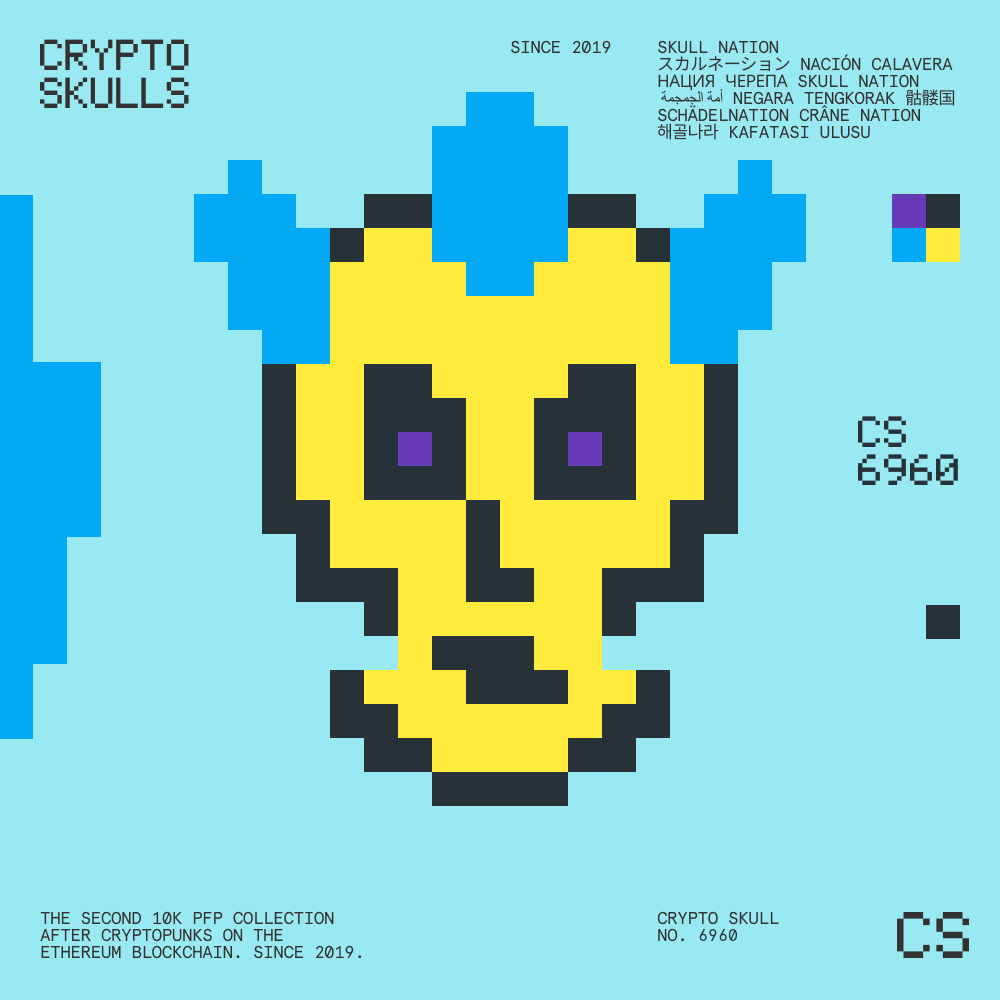 CRYPTO
SKULLS
SINCE 2019
SKULL NATION
スカルネーション NACIÓN CALAVERA
НАЦИЯ ЧЕРЕПА SKULL NATION
أمة الجمجمة NEGARA TENGKORAK 骷髅国
SCHÄDELNATION CRÂNE NATION
해골나라 KAFATASI ULUSU
CS
6960
THE SECOND 10K PFP COLLECTION
AFTER CRYPTOPUNKS ON THE
ETHEREUM BLOCKCHAIN. SINCE 2019.
CRYPTO SKULL
NO. 6960
CS